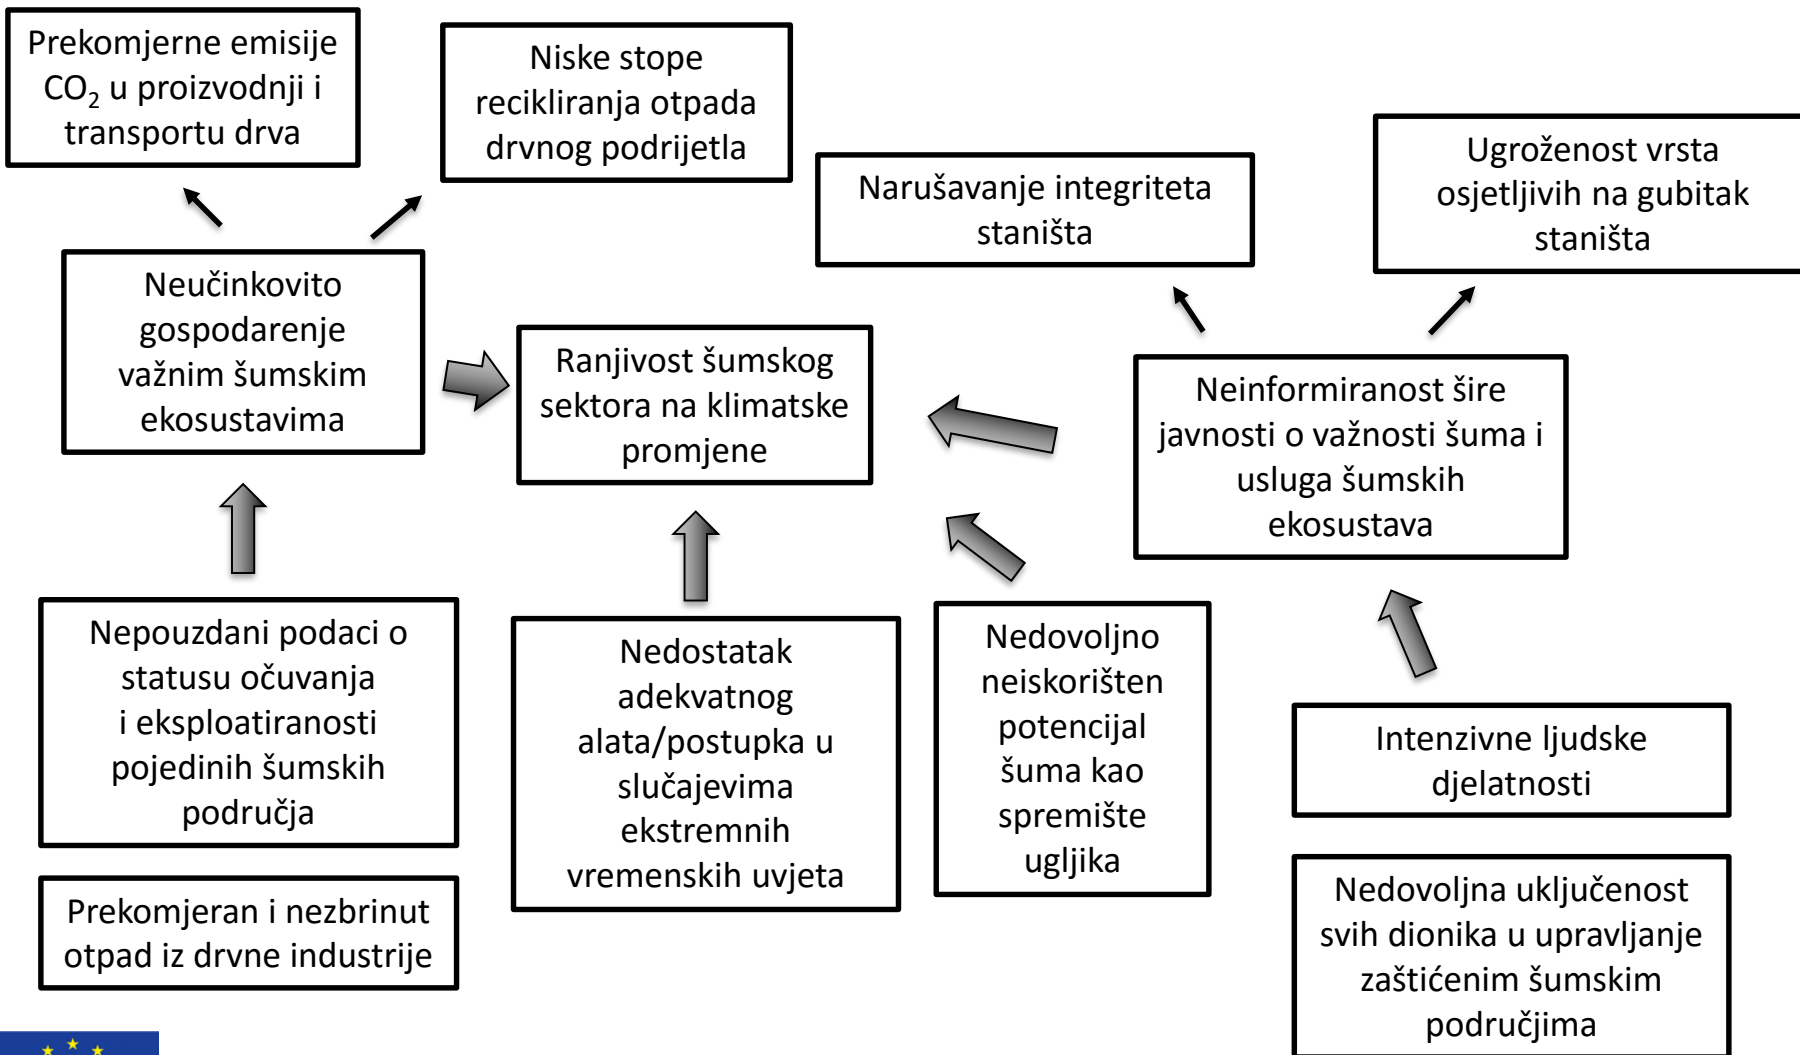 Prekomjerne emisije
CO₂ u proizvodnji i
transportu drva
Niske stope
recikliranja otpada
drvnog podrijetla
Narušavanje integriteta
staništa
Ugroženost vrsta
osjetljivih na gubitak
staništa
Neučinkovito
gospodarenje
važnim šumskim
ekosustavima
Ranjivost šumskog
sektora na klimatske
promjene
Neinformiranost šire
javnosti o važnosti šuma i
usluga šumskih
ekosustava
Nepouzdani podaci o
statusu očuvanja
i eksploatiranosti
pojedinih šumskih
područja
Nedostatak
adekvatnog
alata/postupka u
slučajevima
ekstremnih
vremenskih uvjeta
Nedovoljno
neiskorišten
potencijal
šuma kao
spremište
ugljika
Intenzivne ljudske
djelatnosti
Prekomjeran i nezbrinut
otpad iz drvne industrije
Nedovoljna uključenost
svih dionika u upravljanje
zaštićenim šumskim
područjima